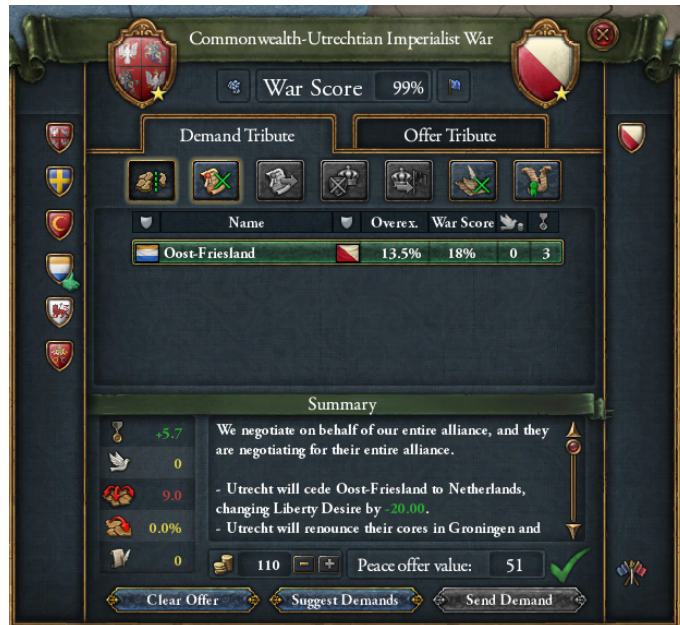 Commonwealth-Utrechtian Imperialist War
War Score 99%
Demand Tribute
Offer Tribute
Name Overex. War Score
Oost-Friesland 13.5% 18% 0 3
Summary
+5.7
0
9.0
0.0%
0
We negotiate on behalf of our entire alliance, and they
are negotiating for their entire alliance.
- Utrecht will cede Oost-Friesland to Netherlands,
changing Liberty Desire by -20.00.
- Utrecht will renounce their cores in Groningen and
110 Peace offer value: 51
Clear Offer Suggest Demands Send Demand